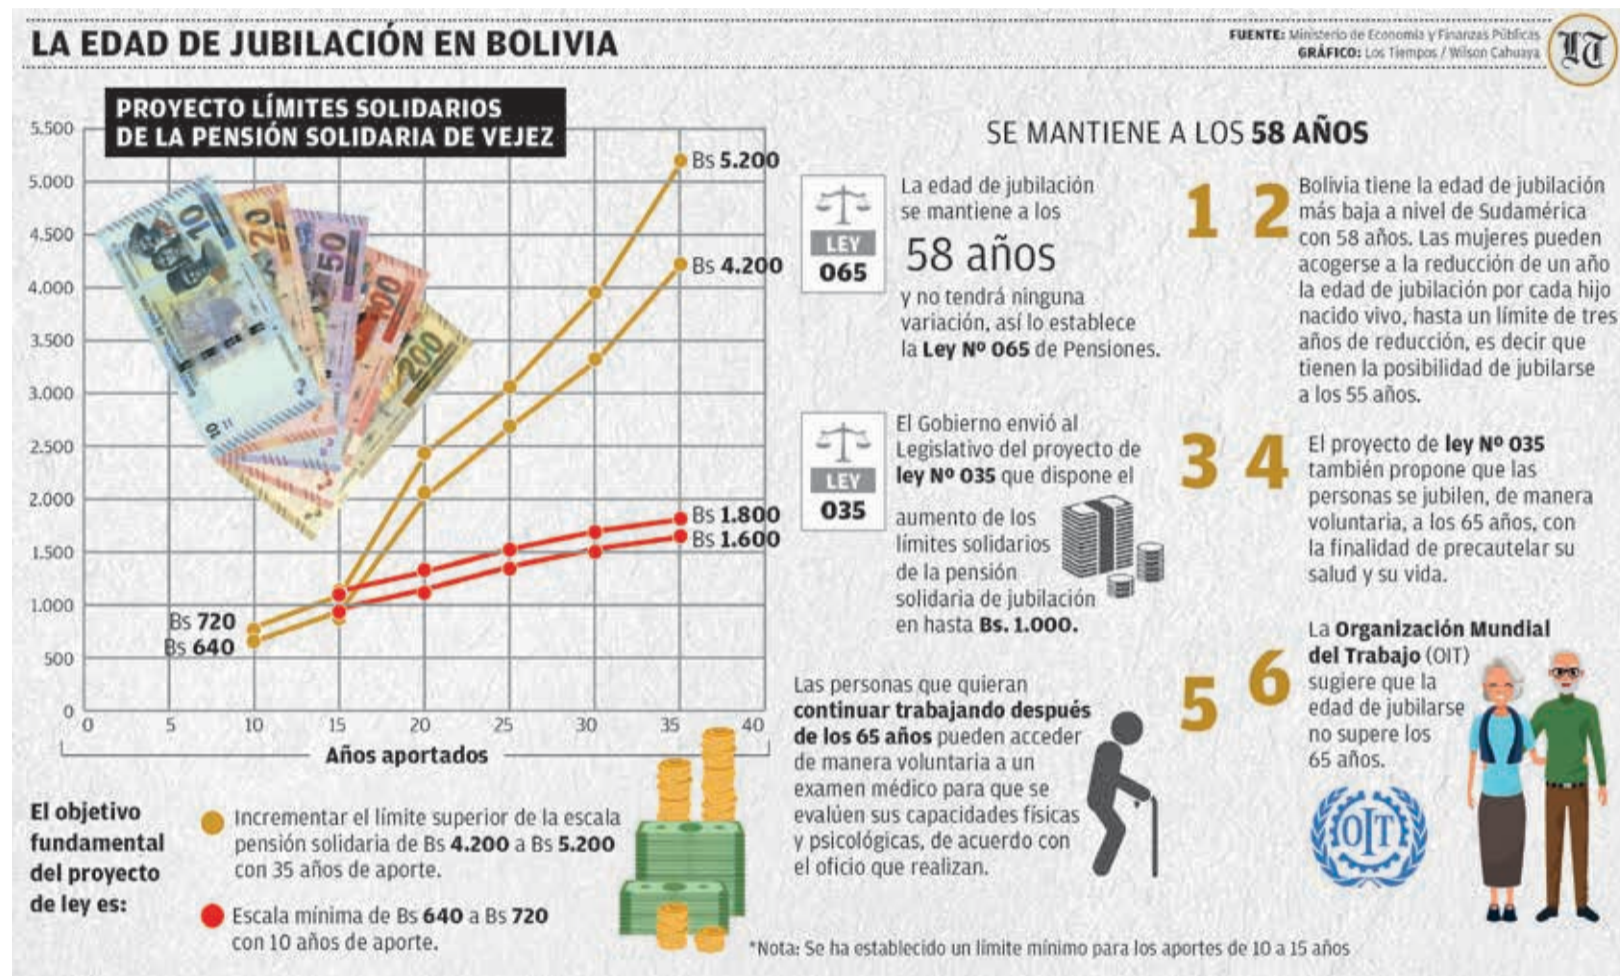 LA EDAD DE JUBILACIÓN EN BOLIVIA
FUENTE: Ministerio de Economía y Finanzas Públicas
GRÁFICO: Los Tiempos / Wilson Cahuaya
LT
PROYECTO LÍMITES SOLIDARIOS
DE LA PENSIÓN SOLIDARIA DE VEJEZ
5.500
5.000
4.500
4.000
3.500
3.000
2.500
2.000
1.500
1.000
500
0
10
20
50
100
200
10
Bs 5.200
Bs 4.200
Bs 1.800
Bs 1.600
Bs 720
Bs 640
0 5 10 15 20 25 30 35 40
Años aportados
El objetivo
fundamental
del proyecto
de ley es:
Incrementar el límite superior de la escala
pensión solidaria de Bs 4.200 a Bs 5.200
con 35 años de aporte.
Escala mínima de Bs 640 a Bs 720
con 10 años de aporte.
SE MANTIENE A LOS 58 AÑOS
LEY
065
La edad de jubilación
se mantiene a los
58 años
y no tendrá ninguna
variación, así lo establece
la Ley Nº 065 de Pensiones.
1
2
Bolivia tiene la edad de jubilación
más baja a nivel de Sudamérica
con 58 años. Las mujeres pueden
acogerse a la reducción de un año
la edad de jubilación por cada hijo
nacido vivo, hasta un límite de tres
años de reducción, es decir que
tienen la posibilidad de jubilarse
a los 55 años.
LEY
035
El Gobierno envió al
Legislativo del proyecto de
ley Nº 035 que dispone el
aumento de los
límites solidarios
de la pensión
solidaria de jubilación
en hasta Bs. 1.000.
3
4
El proyecto de ley Nº 035
también propone que las
personas se jubilen, de manera
voluntaria, a los 65 años, con
la finalidad de precautelar su
salud y su vida.
Las personas que quieran
continuar trabajando después
de los 65 años pueden acceder
de manera voluntaria a un
examen médico para que se
evalúen sus capacidades físicas
y psicológicas, de acuerdo con
el oficio que realizan.
5
6
La Organización Mundial
del Trabajo (OIT)
sugiere que la
edad de jubilarse
no supere los
65 años.
OIT
*Nota: Se ha establecido un límite mínimo para los aportes de 10 a 15 años